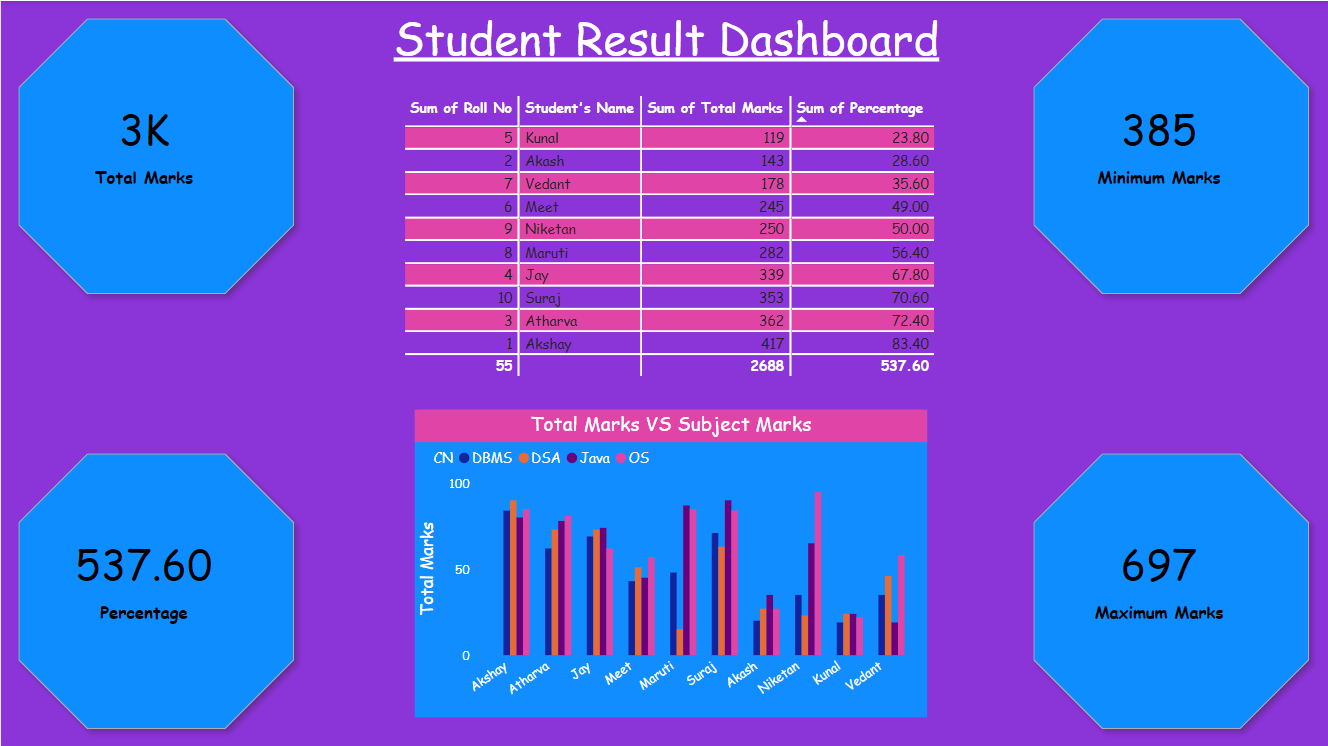 Student Result Dashboard
3K
Total Marks
385
Minimum Marks
Sum of Roll No Student's Name Sum of Total Marks Sum of Percentage
5 Kunal 119 23.80
2 Akash 143 28.60
7 Vedant 178 35.60
6 Meet 245 49.00
9 Niketan 250 50.00
8 Maruti 282 56.40
4 Jay 339 67.80
10 Suraj 353 70.60
3 Atharva 362 72.40
1 Akshay 417 83.40
55 2688 537.60
537.60
Percentage
Total Marks VS Subject Marks
CN DBMS DSA Java OS
Total Marks
100
50
0
Akshay Atharva Jay Meet Maruti Suraj Akash Niketan Kunal Vedant
697
Maximum Marks